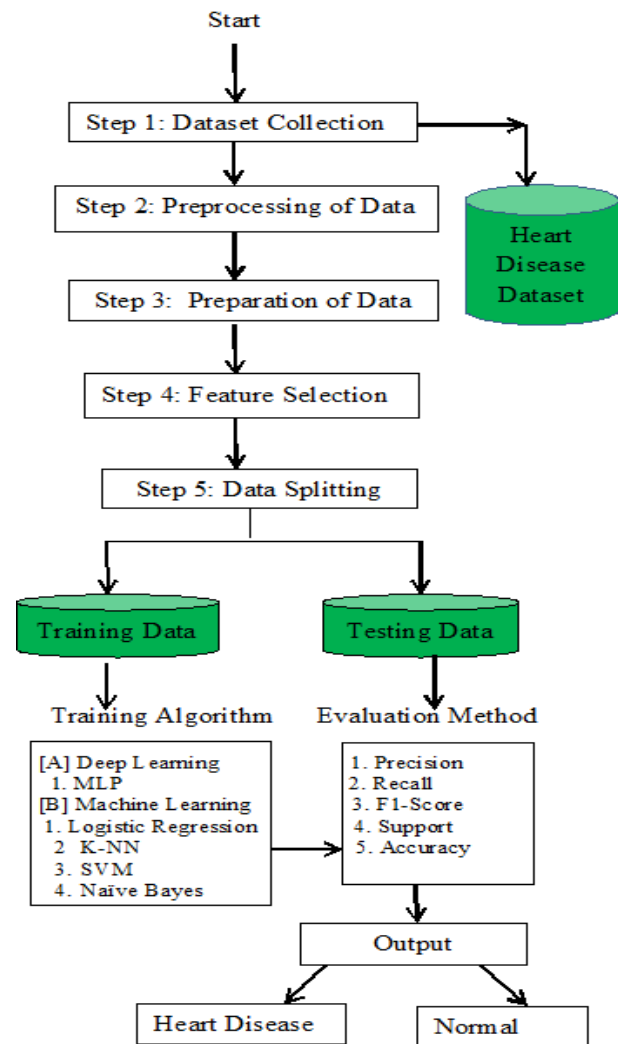 Start
Step 1: Dataset Collection
Step 2: Preprocessing of Data
Heart
Disease
Dataset
Step 3: Preparation of Data
Step 4: Feature Selection
Step 5: Data Splitting
Training Data
Testing Data
Training Algorithm
Evaluation Method
[A] Deep Learning
1. MLP
[B] Machine Learning
1. Logistic Regression
2 K-NN
3. SVM
4. Naïve Bayes
1. Precision
2. Recall
3. F1-Score
4. Support
5. Accuracy
Output
Heart Disease
Normal